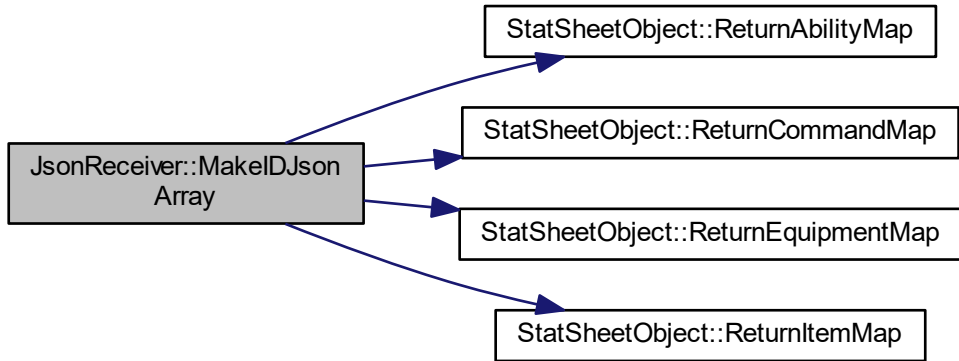 StatSheetObject::ReturnAbilityMap
StatSheetObject::ReturnCommandMap
JsonReceiver::MakeIDJson
Array
StatSheetObject::ReturnEquipmentMap
StatSheetObject::ReturnItemMap